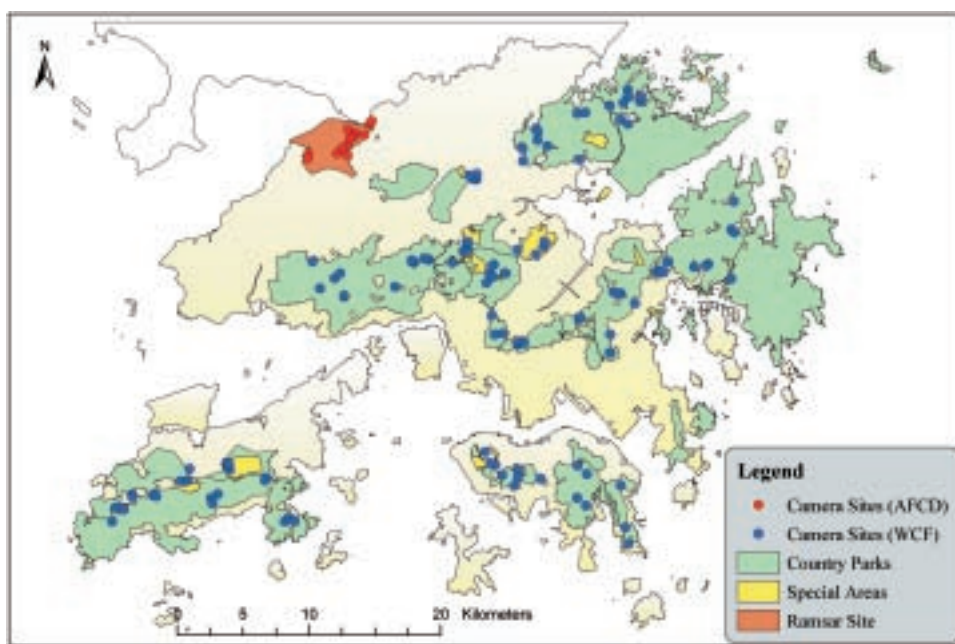 N
Legend
Camera Sites (AFCD)
Camera Sites (WCF)
Country Parks
Special Areas
Ramsar Site
0 5 10 20 Kilometers